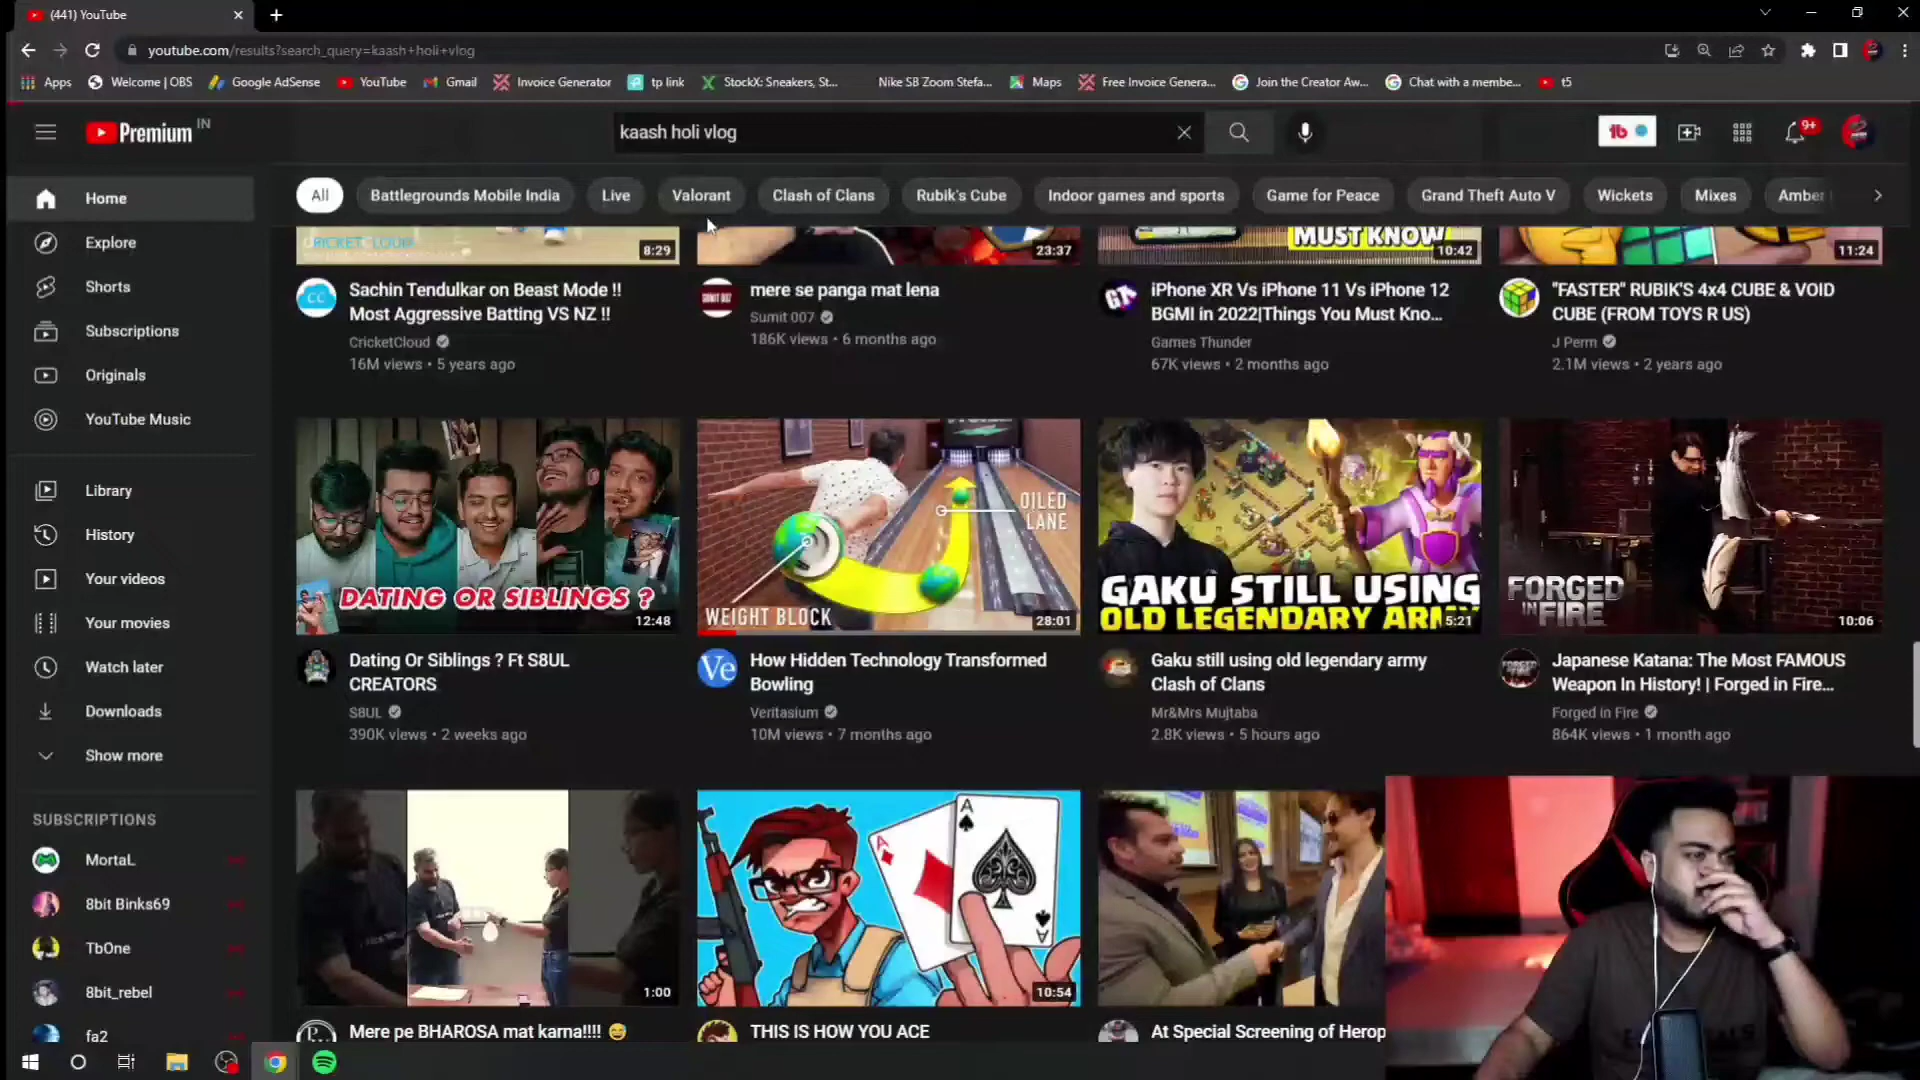 (441) YouTube
youtube.com/results?search_query=kaash+holi+vlog
Apps
Welcome | OBS
Google AdSense
YouTube
Gmail
Invoice Generator
tp link
StockX: Sneakers, St...
Nike SB Zoom Stefa...
Maps
Free Invoice Genera...
Join the Creator Aw...
Chat with a membe...
t5
Premium IN
kaash holi vlog
9+
Home
Explore
Shorts
Subscriptions
Originals
YouTube Music
Library
History
Your videos
Your movies
Watch later
Downloads
Show more
SUBSCRIPTIONS
MortaL
8bit Binks69
TbOne
8bit_rebel
fa2
All
Battlegrounds Mobile India
Live
Valorant
Clash of Clans
Rubik's Cube
Indoor games and sports
Game for Peace
Grand Theft Auto V
Wickets
Mixes
Amber
CRICKETCLOUD
8:29
23:37
MUST KNOW
10:42
11:24
CC
Sachin Tendulkar on Beast Mode !!
Most Aggressive Batting VS NZ !!
CricketCloud
16M views • 5 years ago
SUMIT 007
mere se panga mat lena
Sumit 007
186K views • 6 months ago
GT
iPhone XR Vs iPhone 11 Vs iPhone 12
BGMI in 2022|Things You Must Kno...
Games Thunder
67K views • 2 months ago
"FASTER" RUBIK'S 4x4 CUBE & VOID
CUBE (FROM TOYS R US)
J Perm
2.1M views • 2 years ago
DATING OR SIBLINGS ?
12:48
OILED
LANE
WEIGHT BLOCK
28:01
GAKU STILL USING
OLD LEGENDARY ARMY
5:21
FORGED
IN FIRE
10:06
Dating Or Siblings ? Ft S8UL
CREATORS
S8UL
390K views • 2 weeks ago
Ve
How Hidden Technology Transformed
Bowling
Veritasium
10M views • 7 months ago
Gaku still using old legendary army
Clash of Clans
Mr&Mrs Mujtaba
2.8K views • 5 hours ago
Japanese Katana: The Most FAMOUS
Weapon In History! | Forged in Fire...
Forged in Fire
864K views • 1 month ago
1:00
A
A
A
10:54
Mere pe BHAROSA mat karna!!!!
THIS IS HOW YOU ACE
At Special Screening of Herop